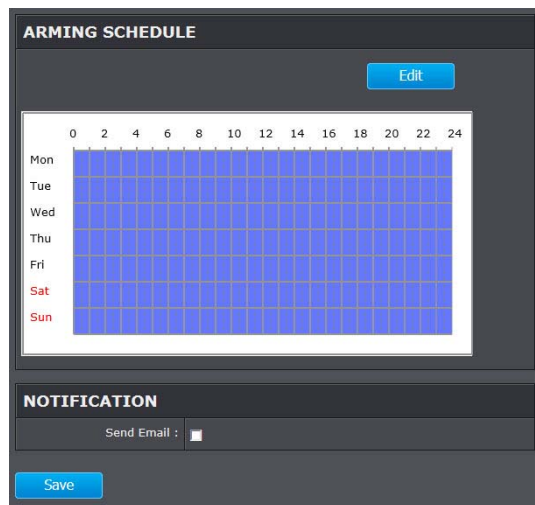 ARMING SCHEDULE
Edit
0 2 4 6 8 10 12 14 16 18 20 22 24
Mon
Tue
Wed
Thu
Fri
Sat
Sun
NOTIFICATION
Send Email :
Save